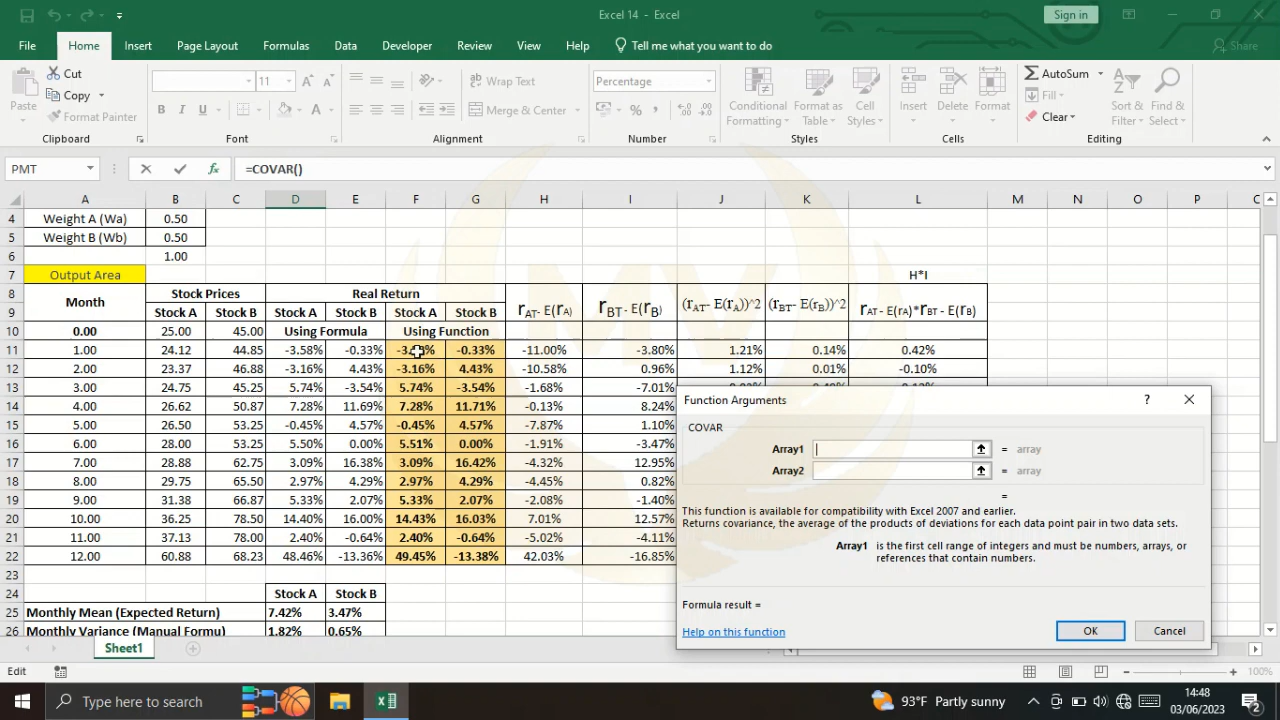 Excel 14 - Excel
Sign in
File Home Insert Page Layout Formulas Data Developer Review View Help Tell me what you want to do Share
Paste Cut Copy Format Painter
11 Wrap Text Merge & Center
Percentage
Conditional Formatting Format as Table Cell Styles
Insert Delete Format
AutoSum Fill Clear Sort & Filter Find & Select
Clipboard Font Alignment Number Styles Cells Editing
PMT =COVAR()
A B C D E F G H I J K L M N O P
4 Weight A (Wa) 0.50
5 Weight B (Wb) 0.50
6 1.00
7 Output Area H*I
8 Month Stock Prices Real Return rAT- E(rA) rBT - E(rB) (rAT- E(rA))^2 (rBT- E(rB))^2 rAT - E(rA)*rBT - E(rB)
9 Stock A Stock B Stock A Stock B Stock A Stock B
10 0.00 25.00 45.00 Using Formula Using Function
11 1.00 24.12 44.85 -3.58% -0.33% -0.33% -11.00% -3.80% 1.21% 0.14% 0.42%
12 2.00 23.37 46.88 -3.16% 4.43% -3.16% 4.43% -10.58% 0.96% 1.12% 0.01% -0.10%
13 3.00 24.75 45.25 5.74% -3.54% 5.74% -3.54% -1.68% -7.01%
14 4.00 26.62 50.87 7.28% 11.69% 7.28% 11.71% -0.13% 8.24%
15 5.00 26.50 53.25 -0.45% 4.57% -0.45% 4.57% -7.87% 1.10%
16 6.00 28.00 53.25 5.50% 0.00% 5.51% 0.00% -1.91% -3.47%
17 7.00 28.88 62.75 3.09% 16.38% 3.09% 16.42% -4.32% 12.95%
18 8.00 29.75 65.50 2.97% 4.29% 2.97% 4.29% -4.45% 0.82%
19 9.00 31.38 66.87 5.33% 2.07% 5.33% 2.07% -2.08% -1.40%
20 10.00 36.25 78.50 14.40% 16.00% 14.43% 16.03% 7.01% 12.57%
21 11.00 37.13 78.00 2.40% -0.64% 2.40% -0.64% -5.02% -4.11%
22 12.00 60.88 68.23 48.46% -13.36% 49.45% -13.38% 42.03% -16.85%
23
24 Stock A Stock B
25 Monthly Mean (Expected Return) 7.42% 3.47%
26 Monthly Variance (Manual Formu) 1.82% 0.65%
Function Arguments ?
COVAR
Array1 = array
Array2 = array
=
This function is available for compatibility with Excel 2007 and earlier.
Returns covariance, the average of the products of deviations for each data point pair in two data sets.
Array1 is the first cell range of integers and must be numbers, arrays, or
references that contain numbers.
Formula result =
Help on this function OK Cancel
Sheet1
Edit 100%
Type here to search 93°F Partly sunny 14:48
03/06/2023 2